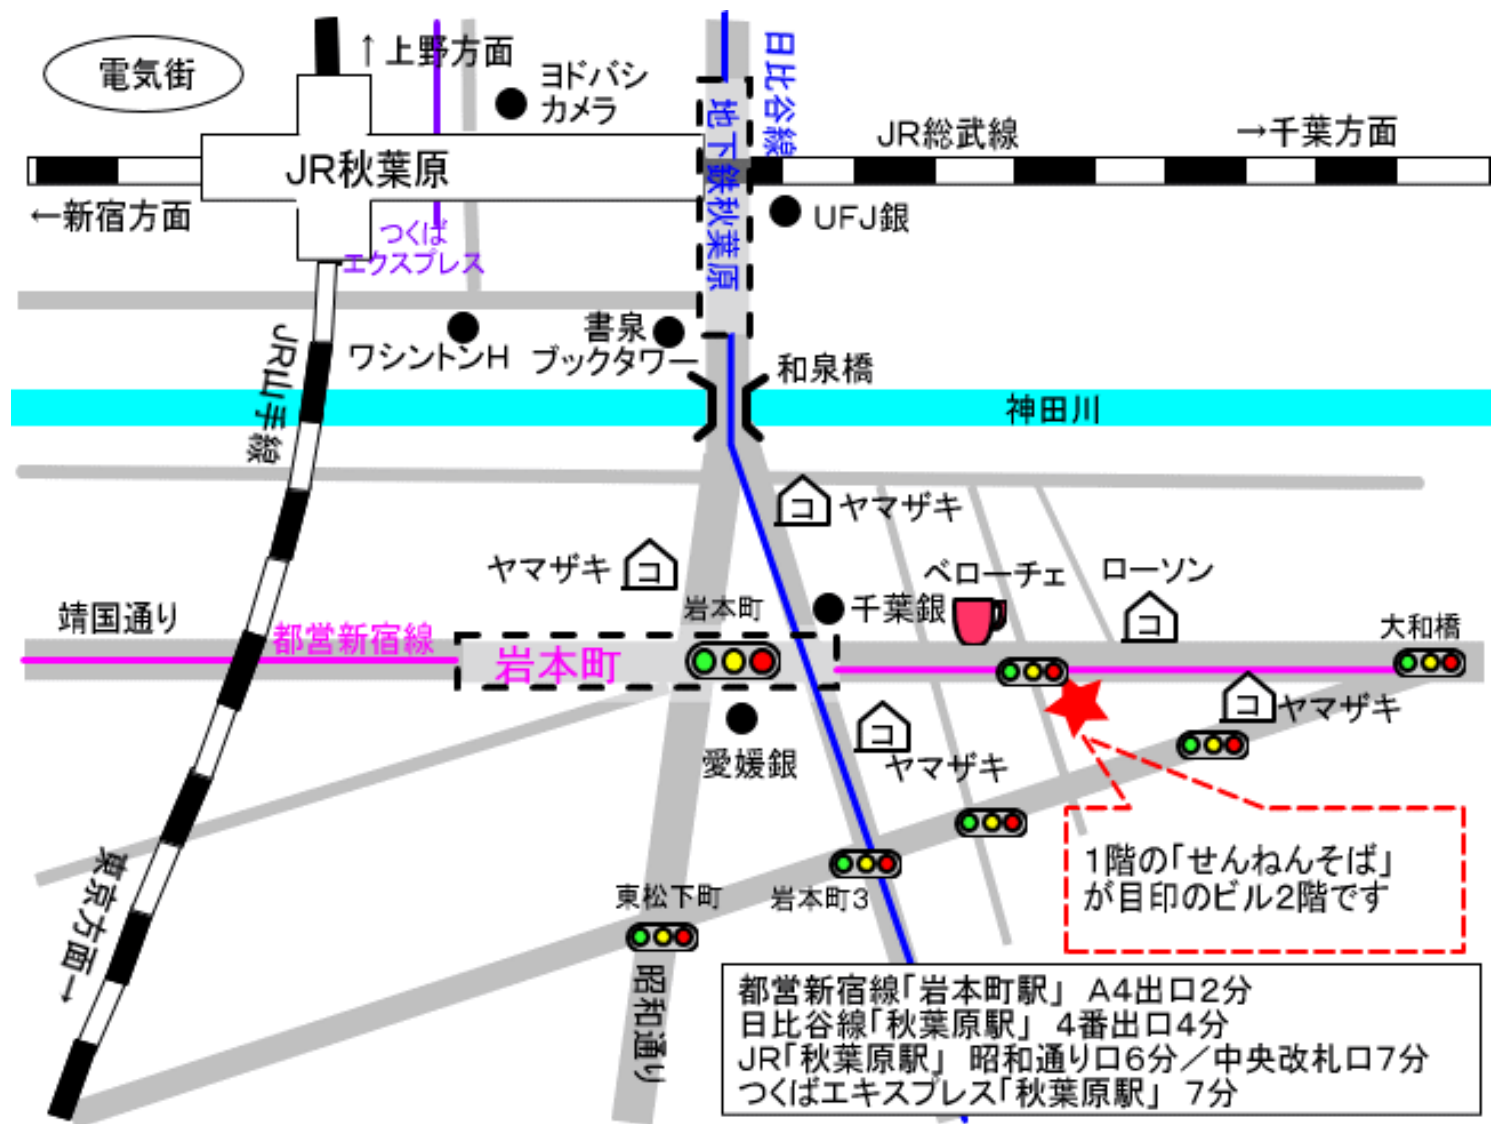 電気街
↑上野方面
ヨドバシ
カメラ
日比谷線
地下鉄秋葉原
JR総武線
→千葉方面
JR秋葉原
←新宿方面
つくば
エクスプレス
UFJ銀
書泉
ブックタワー
ワシントンH
和泉橋
JR山手線
神田川
コ
ヤマザキ
ヤマザキ
コ
ベローチェ
ローソン
コ
靖国通り
都営新宿線
岩本町
岩本町
千葉銀
大和橋
コ
ヤマザキ
愛媛銀
コ
ヤマザキ
1階の「せんねんそば」
が目印のビル2階です
東京方面→
東松下町
岩本町3
昭和通り
都営新宿線「岩本町駅」 A4出口2分
日比谷線「秋葉原駅」 4番出口4分
JR「秋葉原駅」 昭和通り口6分／中央改札口7分
つくばエキスプレス「秋葉原駅」 7分